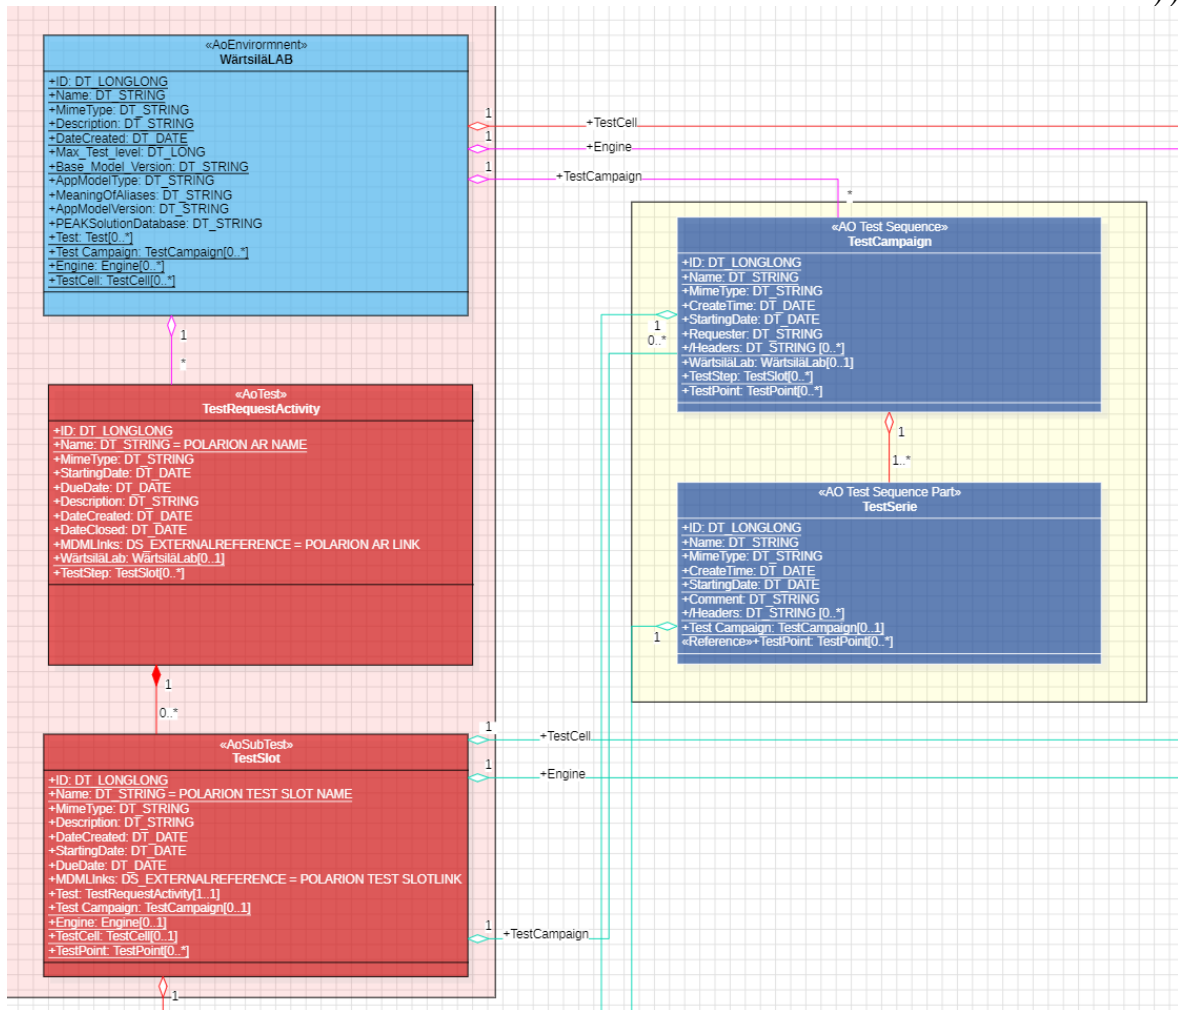 «AoEnvirormnent»
WärtsiläLAB
+ID: DT_LONGLONG
+Name: DT_STRING
+MimeType: DT_STRING
+Description: DT_STRING
+DateCreated: DT_DATE
+Max_Test_level: DT_LONG
+Base_Model_Version: DT_STRING
+AppModelType: DT_STRING
+MeaningOfAliases: DT_STRING
+AppModelVersion: DT_STRING
+PEAKSolutionDatabase: DT_STRING
+Test: Test[0..*]
+Test Campaign: TestCampaign[0..*]
+Engine: Engine[0..*]
+TestCell: TestCell[0..*]
1
+TestCell
1
+Engine
1
+TestCampaign
*
1
*
«AoTest»
TestRequestActivity
+ID: DT_LONGLONG
+Name: DT_STRING = POLARION AR NAME
+MimeType: DT_STRING
+StartingDate: DT_DATE
+DueDate: DT_DATE
+Description: DT_STRING
+DateCreated: DT_DATE
+DateClosed: DT_DATE
+MDMLInks: DS_EXTERNALREFERENCE = POLARION AR LINK
+WärtsiläLab: WärtsiläLab[0..1]
+TestStep: TestSlot[0..*]
1
0..*
«AoSubTest»
TestSlot
+ID: DT_LONGLONG
+Name: DT_STRING = POLARION TEST SLOT NAME
+MimeType: DT_STRING
+Description: DT_STRING
+DateCreated: DT_DATE
+StartingDate: DT_DATE
+DueDate: DT_DATE
+MDMLInks: DS_EXTERNALREFERENCE = POLARION TEST SLOTLINK
+Test: TestRequestActivity[1..1]
+Test Campaign: TestCampaign[0..1]
+Engine: Engine[0..1]
+TestCell: TestCell[0..1]
+TestPoint: TestPoint[0..*]
1
1
+TestCell
1
+Engine
1
+TestCampaign
«AO Test Sequence»
TestCampaign
+ID: DT_LONGLONG
+Name: DT_STRING
+MimeType: DT_STRING
+CreateTime: DT_DATE
+StartingDate: DT_DATE
+Requester: DT_STRING
+/Headers: DT_STRING [0..*]
+WärtsiläLab: WärtsiläLab[0..1]
+TestStep: TestSlot[0..*]
+TestPoint: TestPoint[0..*]
1
0..*
1
1..*
«AO Test Sequence Part»
TestSerie
+ID: DT_LONGLONG
+Name: DT_STRING
+MimeType: DT_STRING
+CreateTime: DT_DATE
+StartingDate: DT_DATE
+Comment: DT_STRING
+/Headers: DT_STRING [0..*]
+Test Campaign: TestCampaign[0..1]
«Reference»+TestPoint: TestPoint[0..*]
1